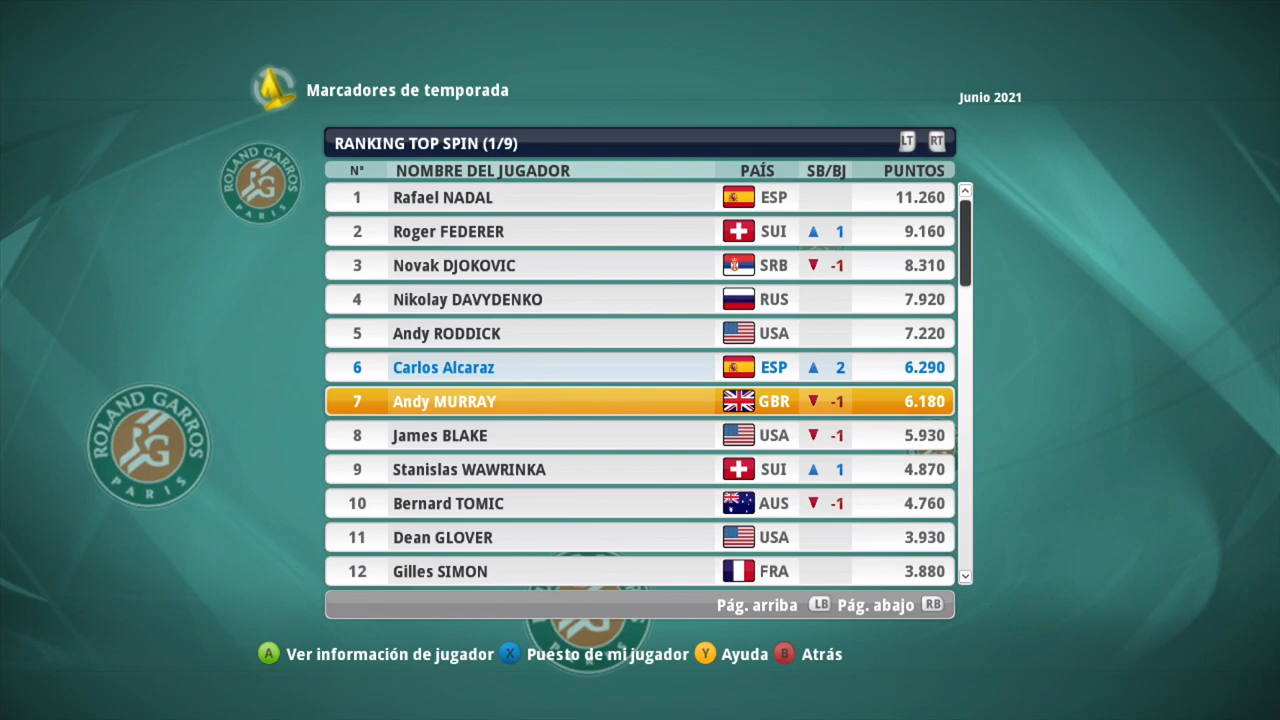 Marcadores de temporada
Junio 2021
RANKING TOP SPIN (1/9) LT RT
N° NOMBRE DEL JUGADOR PAÍS SB/BJ PUNTOS
1 Rafael NADAL ESP 11.260
2 Roger FEDERER SUI ▲ 1 9.160
3 Novak DJOKOVIC SRB ▼ -1 8.310
4 Nikolay DAVYDENKO RUS 7.920
5 Andy RODDICK USA 7.220
6 Carlos Alcaraz ESP ▲ 2 6.290
7 Andy MURRAY GBR ▼ -1 6.180
8 James BLAKE USA ▼ -1 5.930
9 Stanislas WAWRINKA SUI ▲ 1 4.870
10 Bernard TOMIC AUS ▼ -1 4.760
11 Dean GLOVER USA 3.930
12 Gilles SIMON FRA 3.880
Pág. arriba LB Pág. abajo RB
A Ver información de jugador X Puesto de mi jugador Y Ayuda B Atrás
ROLAND GARROS
PARIS
ROLAND GARROS
PARIS